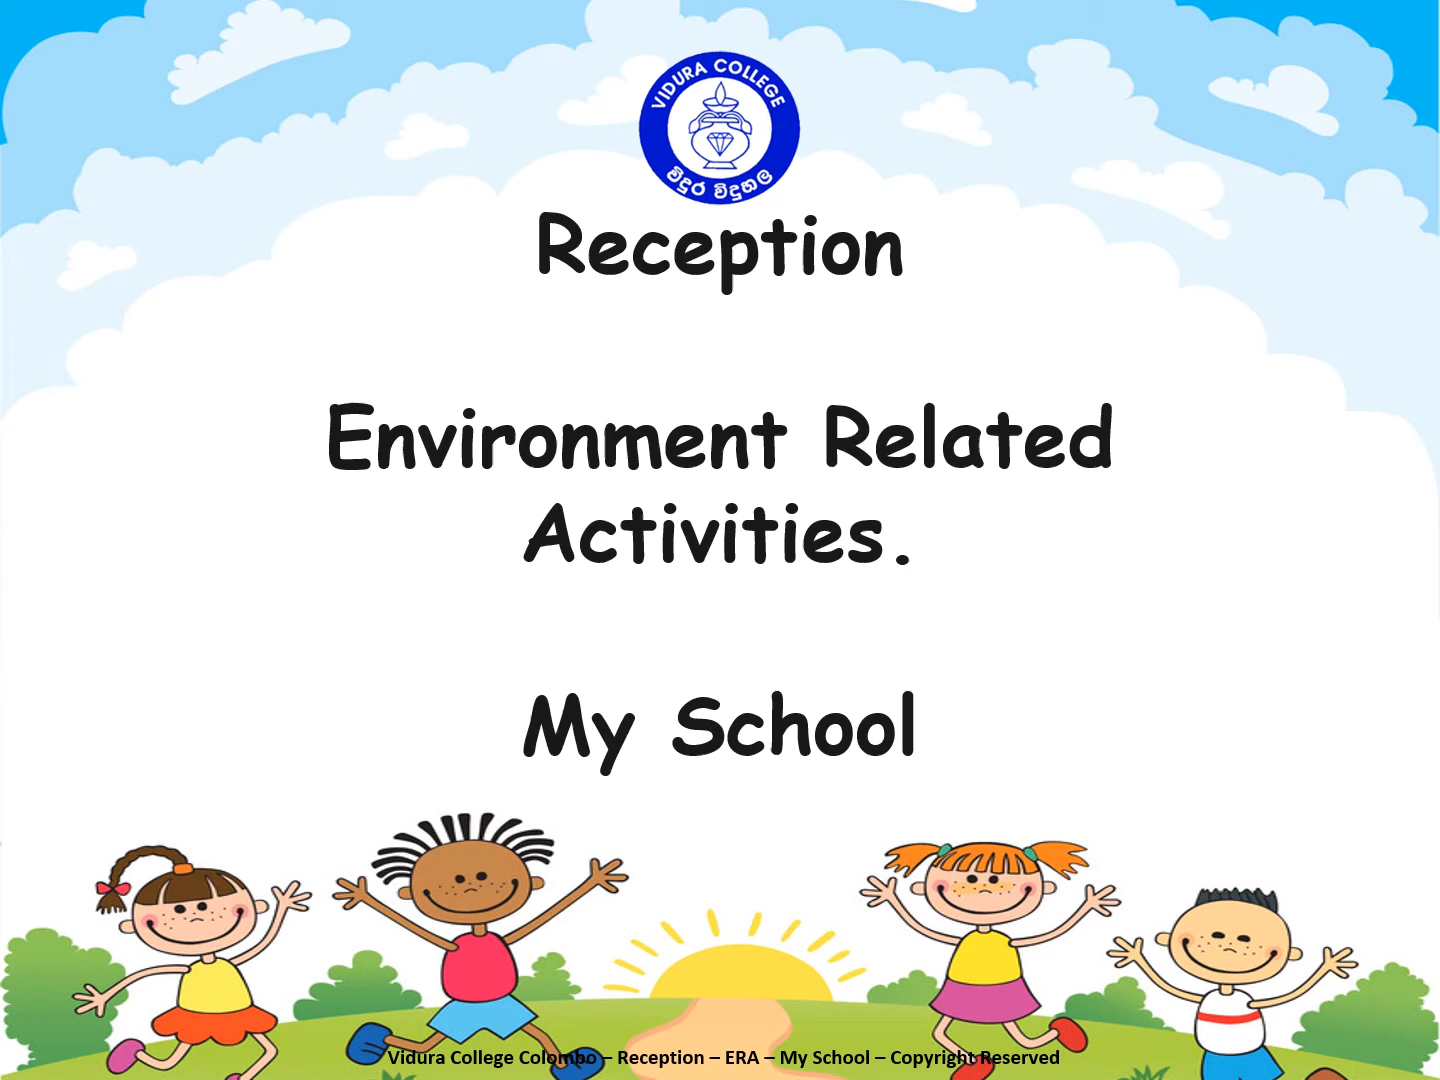 VIDURA COLLEGE
විදුර විදුහල
Reception
Environment Related
Activities.
My School
Vidura College Colombo – Reception – ERA – My School – Copyright Reserved